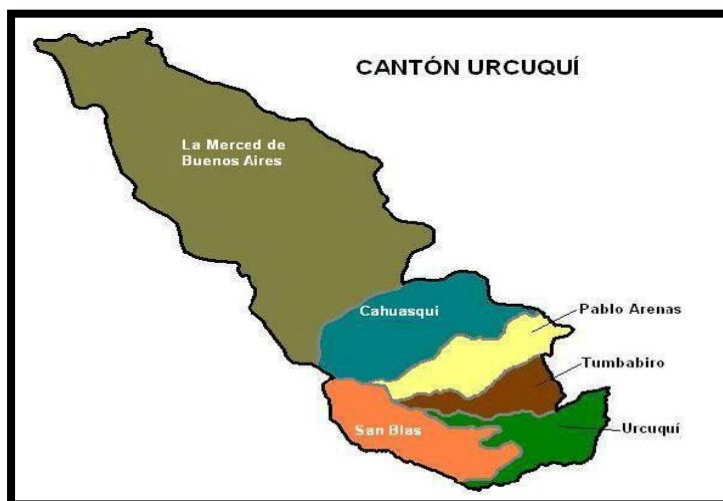 CANTÓN URCUQUÍ
La Merced de
Buenos Aires
Cahuasqui
Pablo Arenas
Tumbabiro
San Blas
Urcuquí